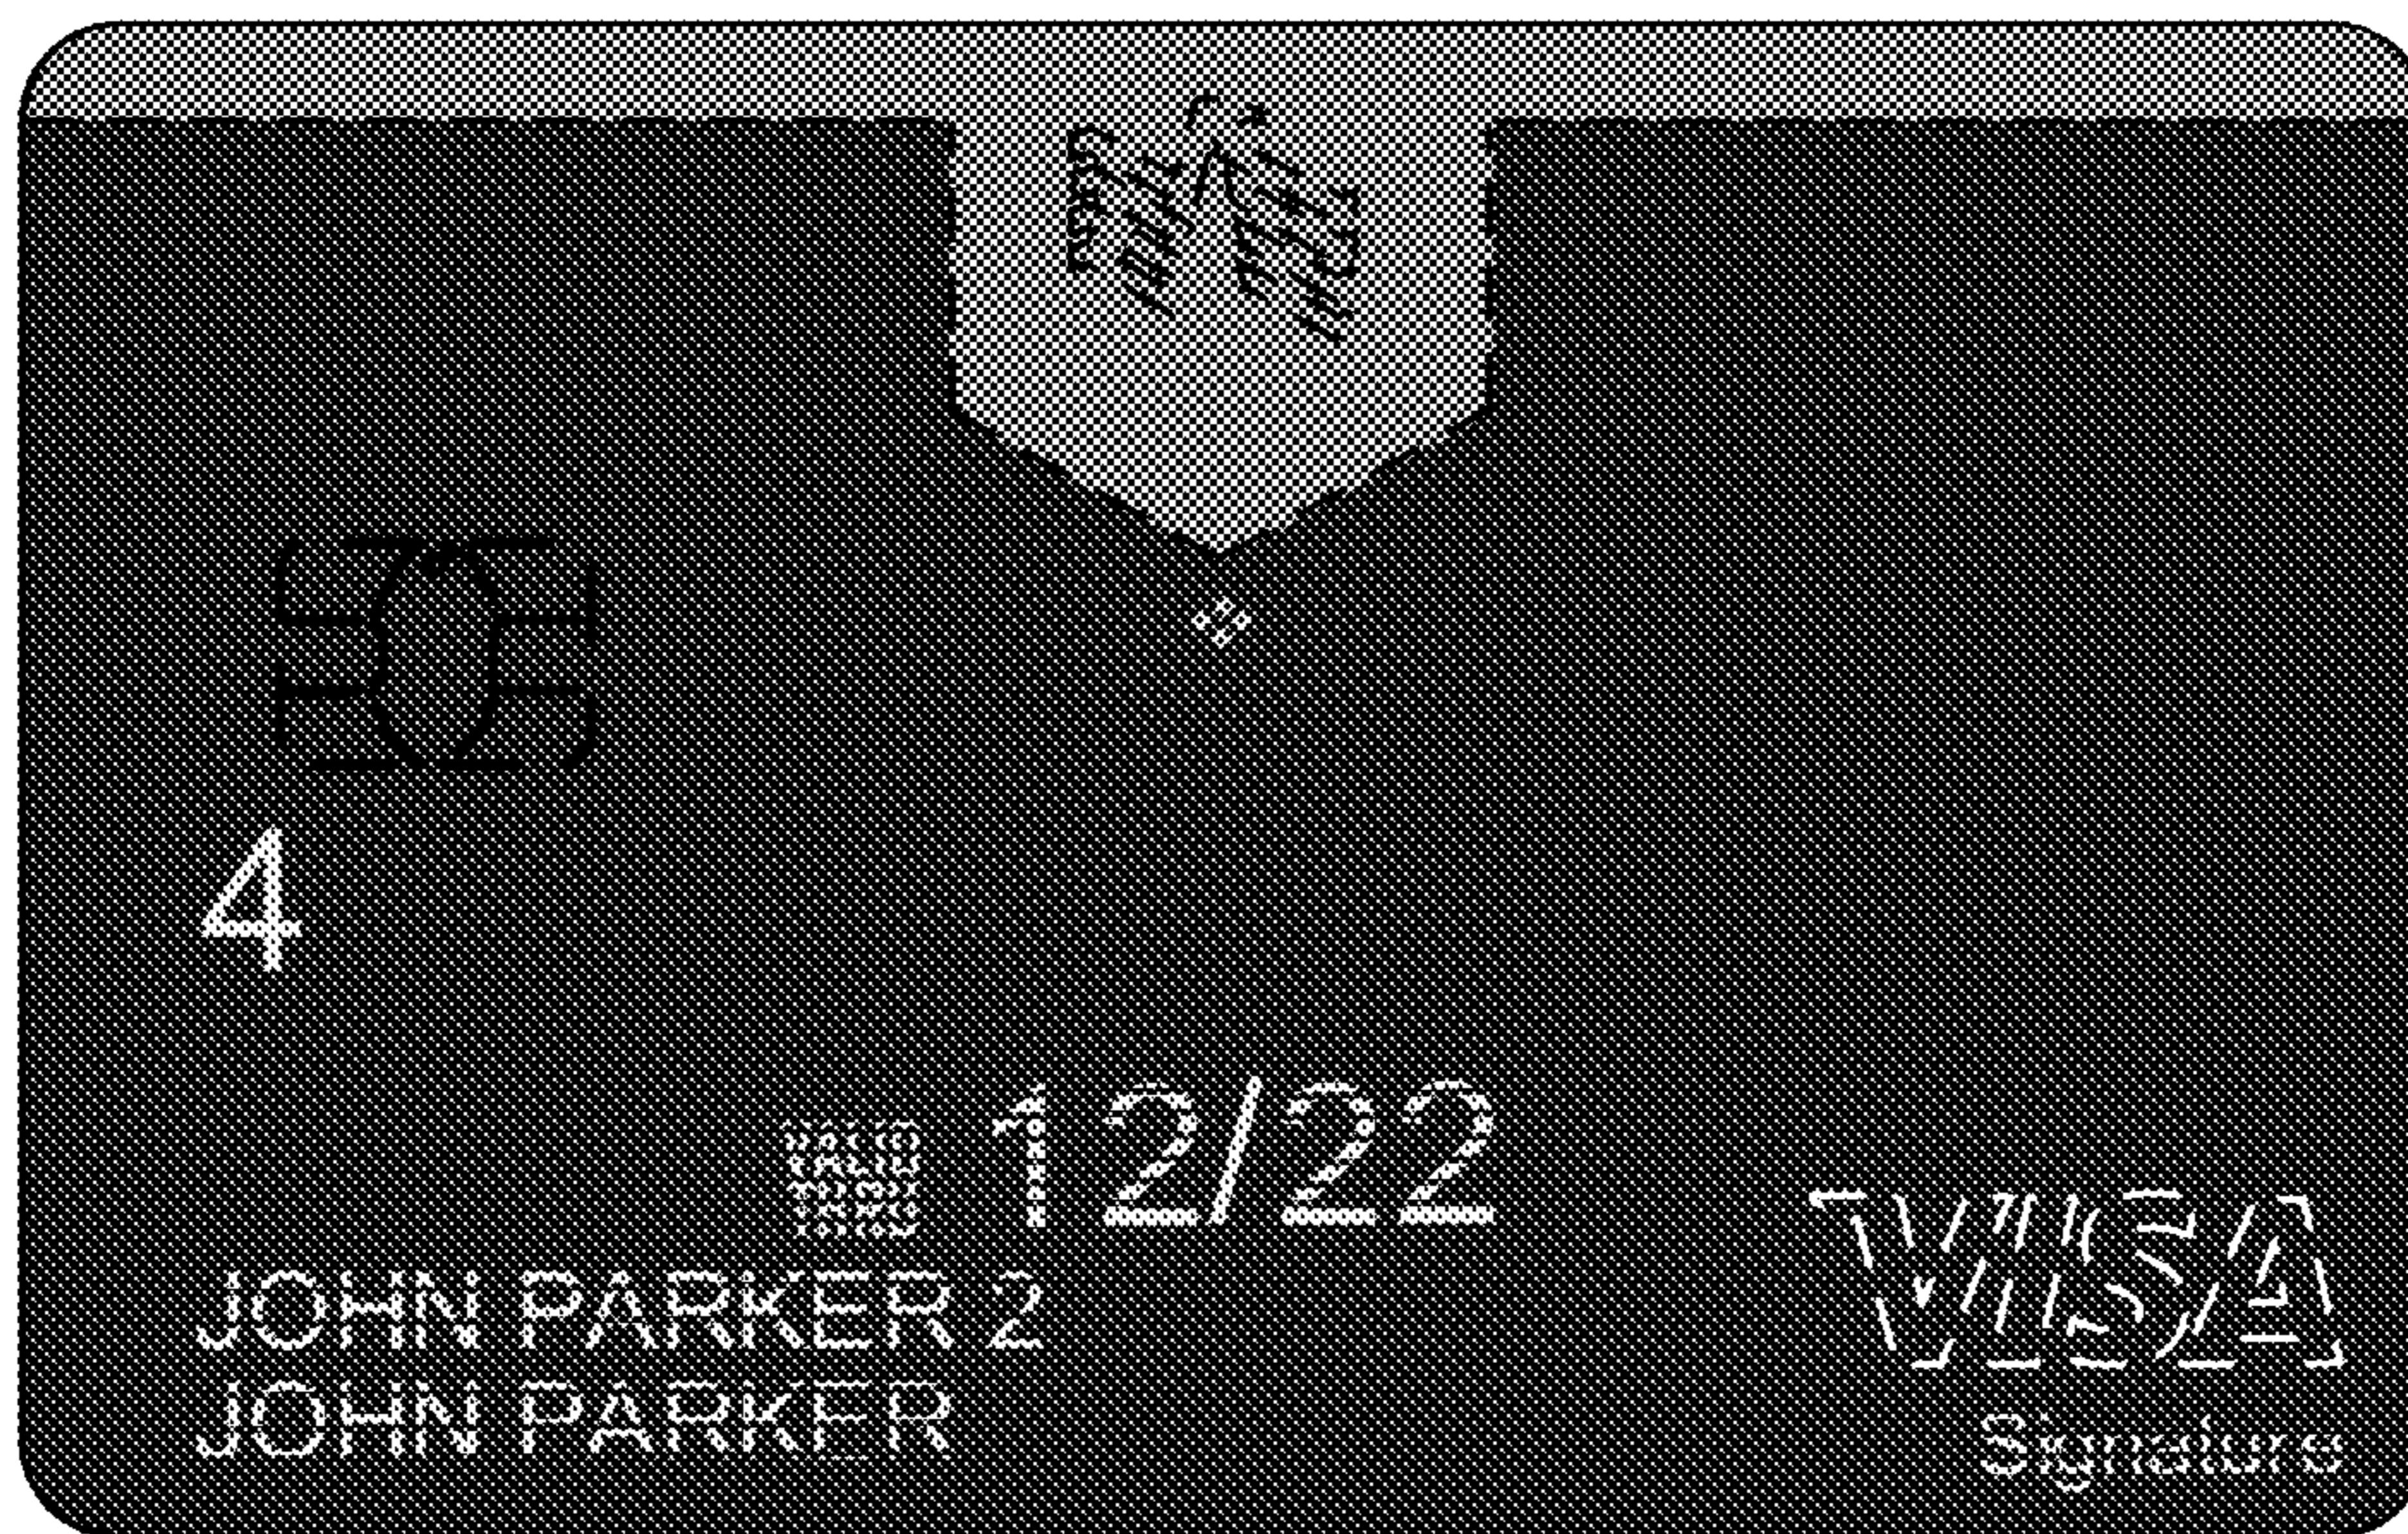 4
VALID
THRU
12/22
JOHN PARKER 2
JOHN PARKER
VISA
Signature